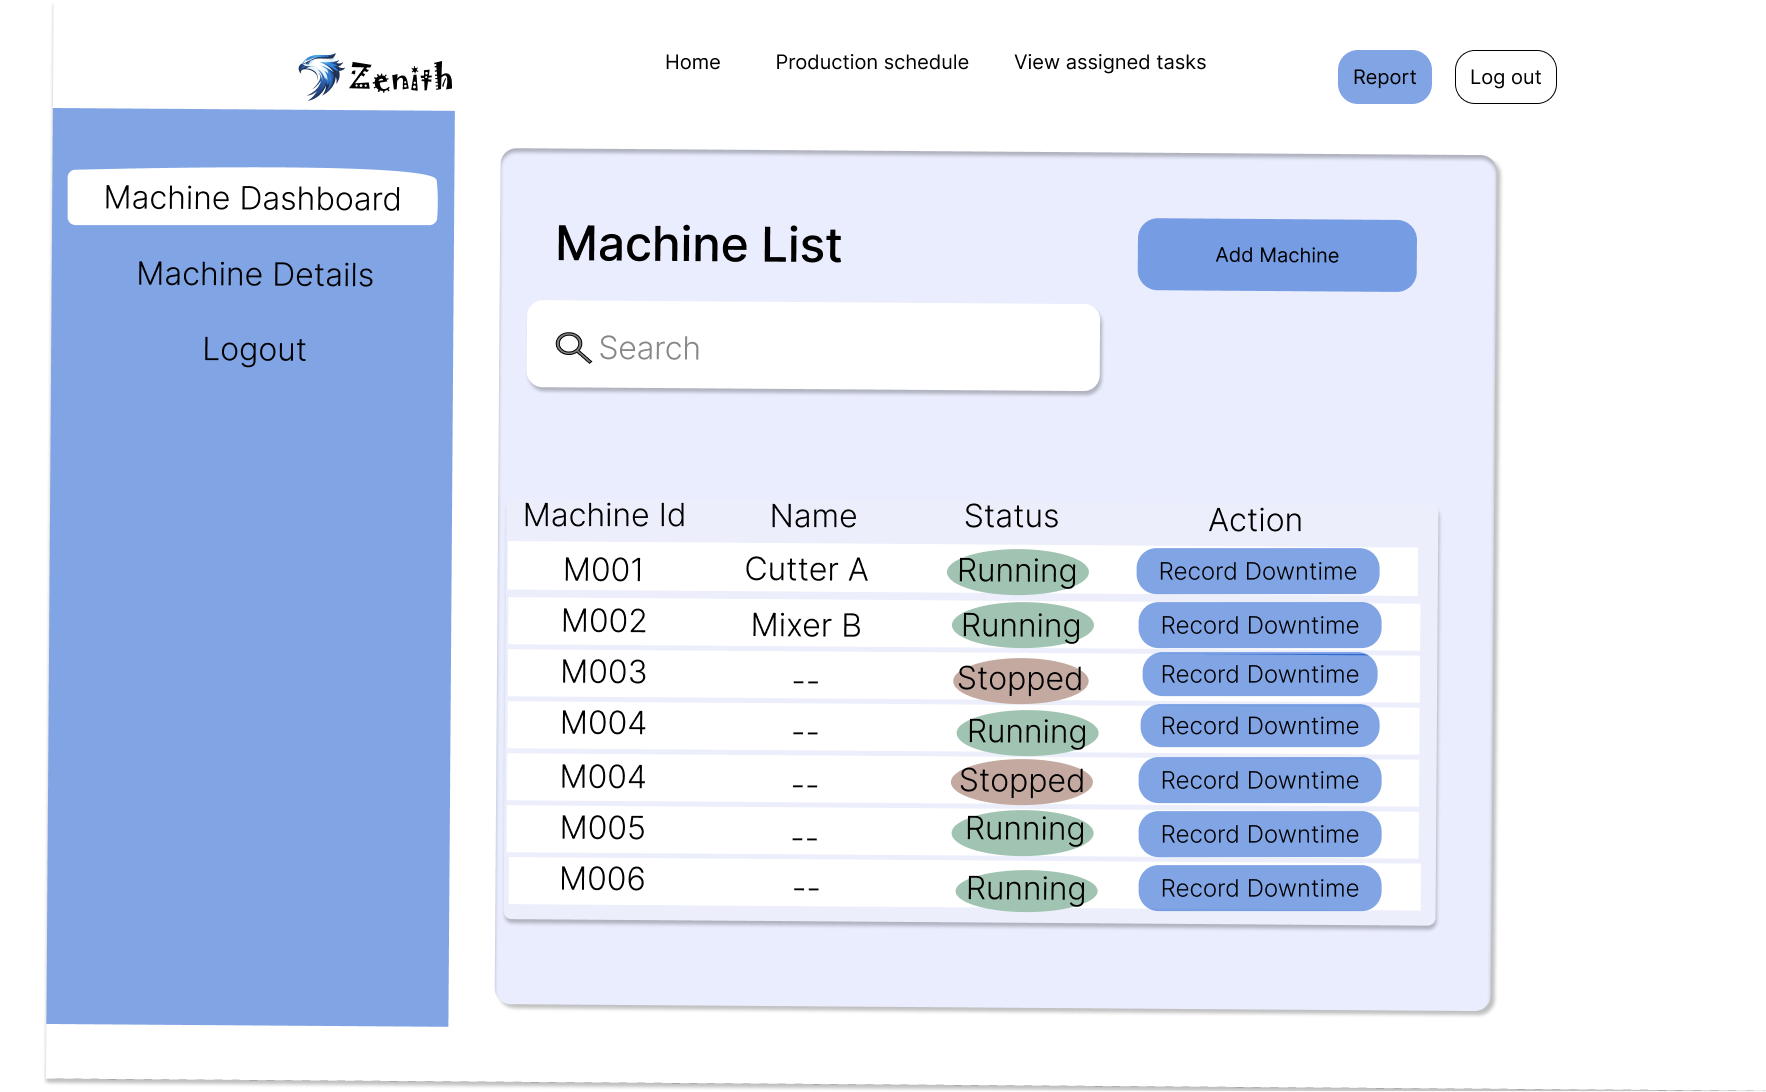 Zenith
Home Production schedule View assigned tasks Report Log out
Machine Dashboard
Machine Details
Logout
Machine List
Add Machine
Search
Machine Id Name Status Action
M001 Cutter A Running Record Downtime
M002 Mixer B Running Record Downtime
M003 -- Stopped Record Downtime
M004 -- Running Record Downtime
M004 -- Stopped Record Downtime
M005 -- Running Record Downtime
M006 -- Running Record Downtime